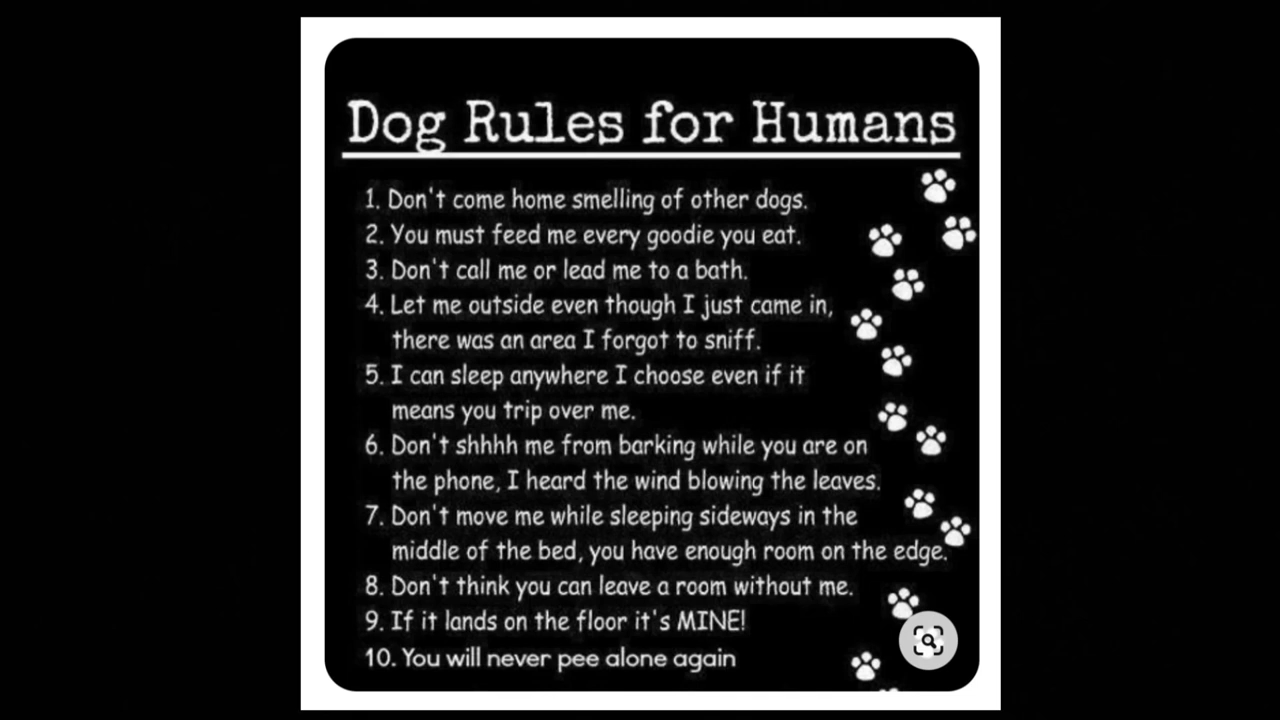 Dog Rules for Humans
1. Don't come home smelling of other dogs.
2. You must feed me every goodie you eat.
3. Don't call me or lead me to a bath.
4. Let me outside even though I just came in,
there was an area I forgot to sniff.
5. I can sleep anywhere I choose even if it
means you trip over me.
6. Don't shhhh me from barking while you are on
the phone, I heard the wind blowing the leaves.
7. Don't move me while sleeping sideways in the
middle of the bed, you have enough room on the edge.
8. Don't think you can leave a room without me.
9. If it lands on the floor it's MINE!
10. You will never pee alone again